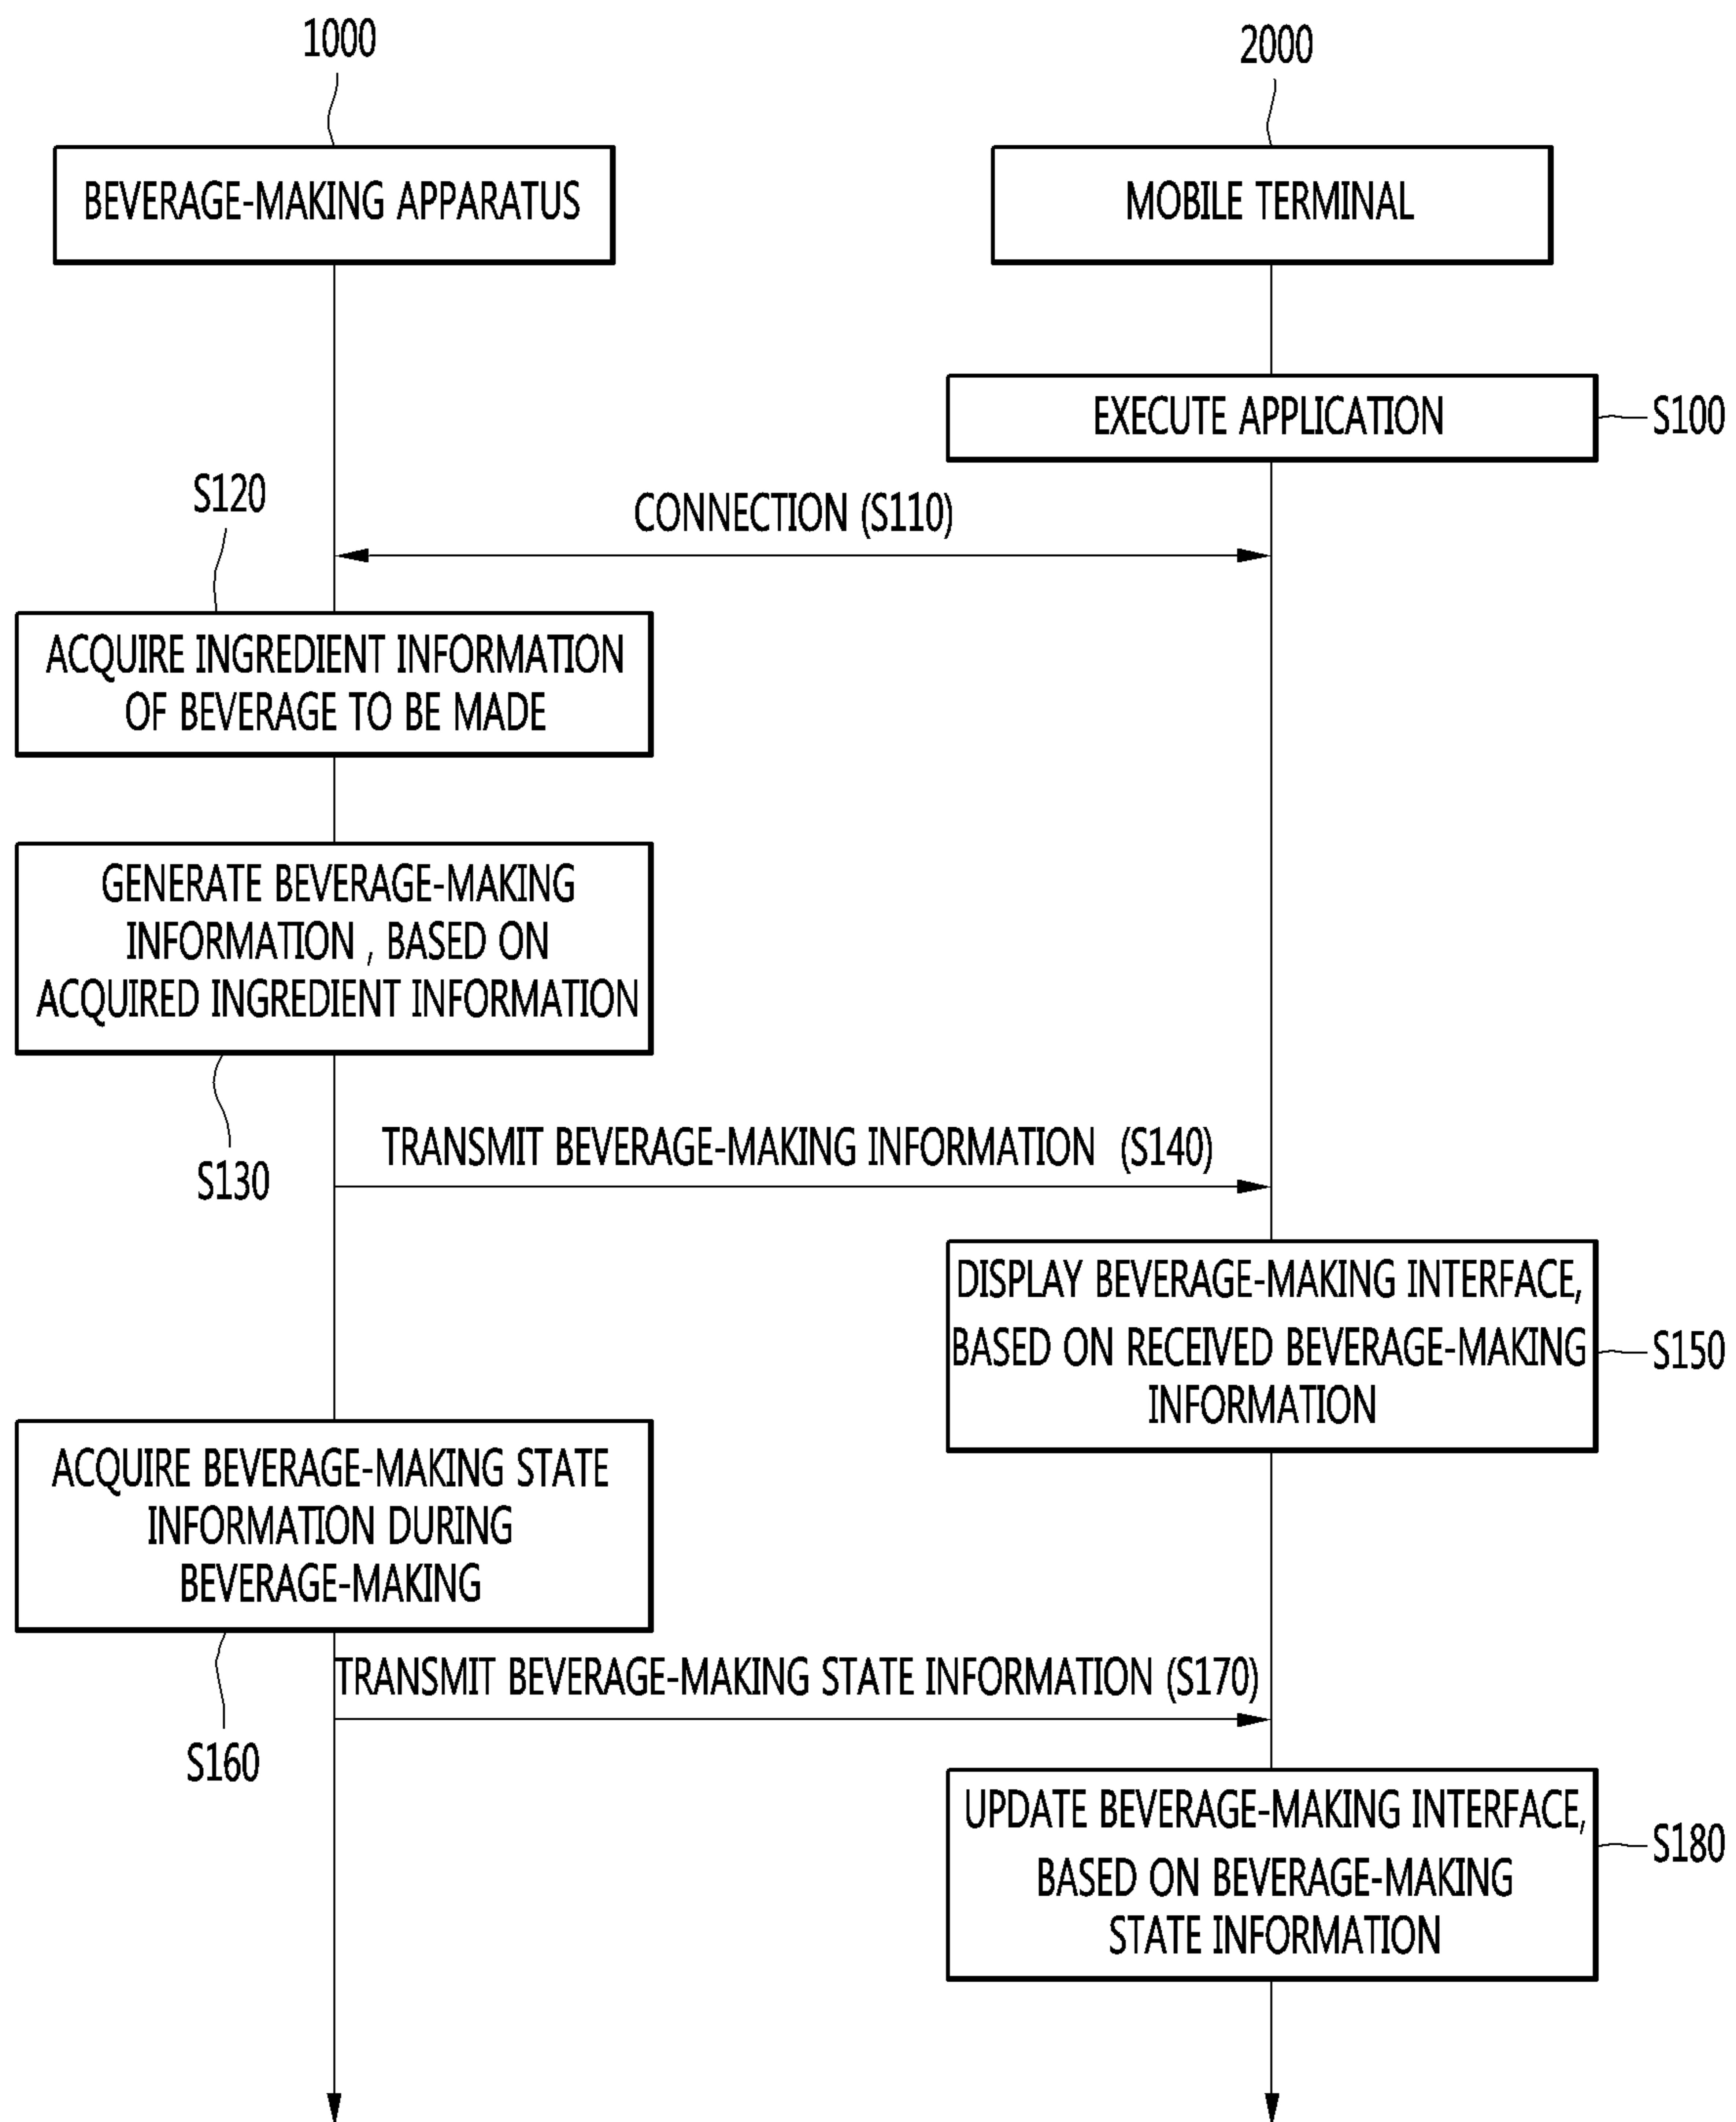 1000
2000
BEVERAGE-MAKING APPARATUS
MOBILE TERMINAL
EXECUTE APPLICATION
S100
S120
CONNECTION (S110)
ACQUIRE INGREDIENT INFORMATION
OF BEVERAGE TO BE MADE
GENERATE BEVERAGE-MAKING
INFORMATION , BASED ON
ACQUIRED INGREDIENT INFORMATION
TRANSMIT BEVERAGE-MAKING INFORMATION (S140)
S130
DISPLAY BEVERAGE-MAKING INTERFACE,
BASED ON RECEIVED BEVERAGE-MAKING
INFORMATION
S150
ACQUIRE BEVERAGE-MAKING STATE
INFORMATION DURING
BEVERAGE-MAKING
TRANSMIT BEVERAGE-MAKING STATE INFORMATION (S170)
S160
UPDATE BEVERAGE-MAKING INTERFACE,
BASED ON BEVERAGE-MAKING
STATE INFORMATION
S180